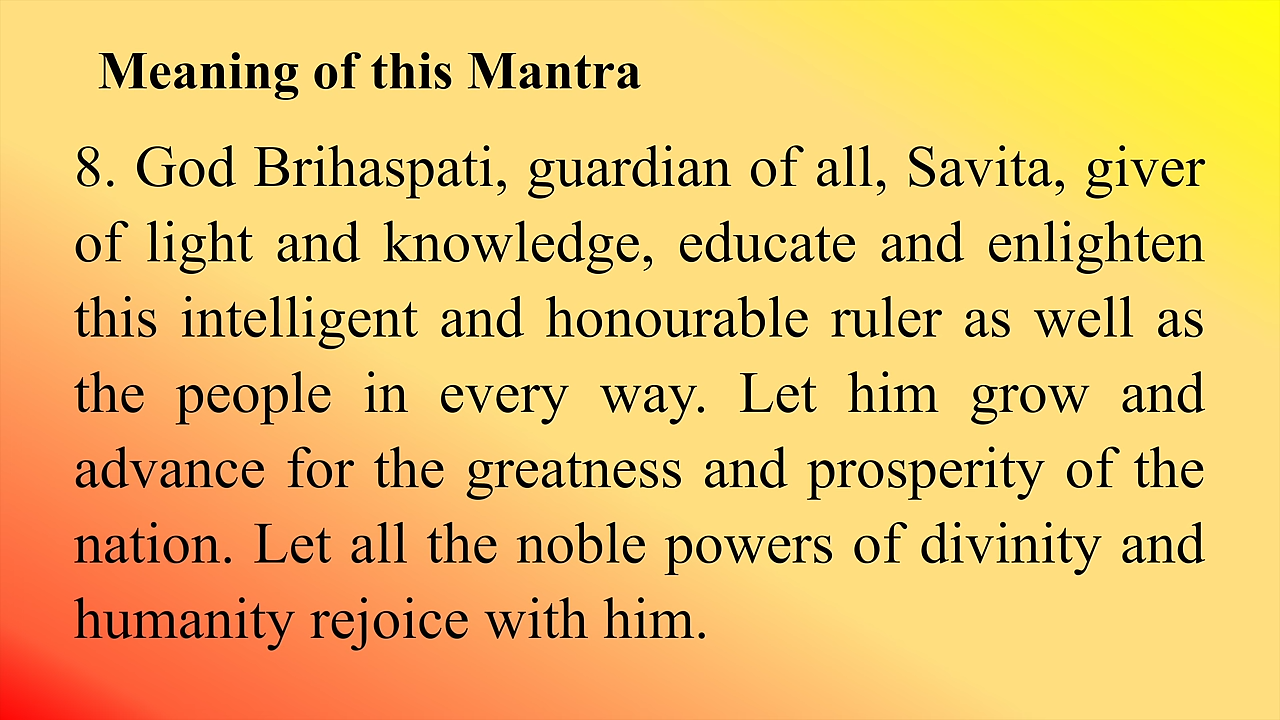 Meaning of this Mantra
8. God Brihaspati, guardian of all, Savita, giver
of light and knowledge, educate and enlighten
this intelligent and honourable ruler as well as
the people in every way. Let him grow and
advance for the greatness and prosperity of the
nation. Let all the noble powers of divinity and
humanity rejoice with him.